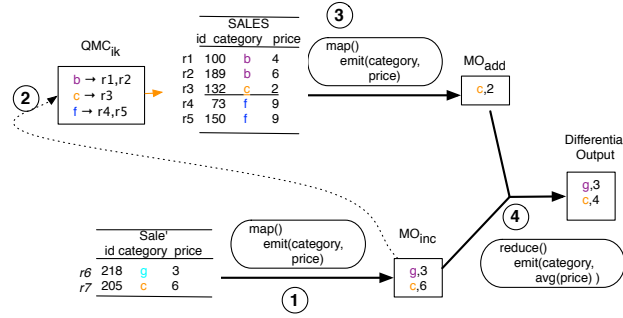 QMCik
b → r1,r2
c → r3
f → r4,r5
2
SALES
id category price
r1 100 b 4
r2 189 b 6
r3 132 c 2
r4 73 f 9
r5 150 f 9
3
map()
emit(category,
price)
MOadd
c,2
Differential
Output
g,3
c,4
4
reduce()
emit(category,
avg(price) )
Sale'
id category price
r6 218 g 3
r7 205 c 6
map()
emit(category,
price)
1
MOinc
g,3
c,6